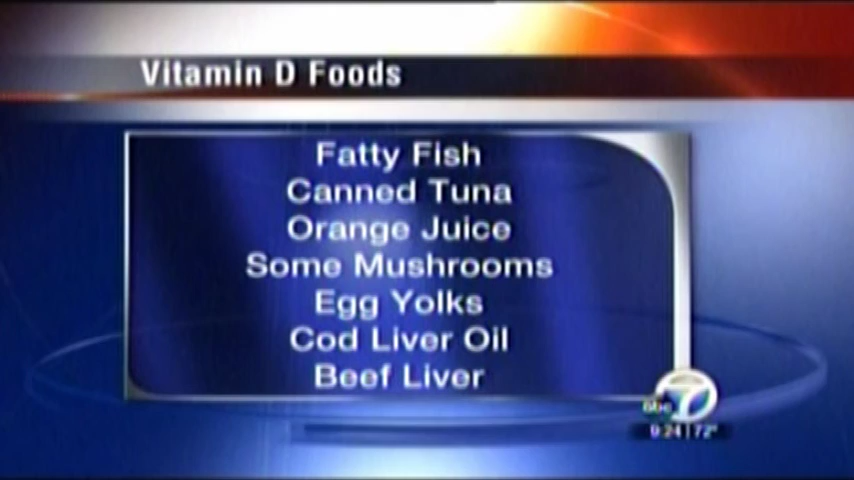 Vitamin D Foods
Fatty Fish
Canned Tuna
Orange Juice
Some Mushrooms
Egg Yolks
Cod Liver Oil
Beef Liver
abc 7
9:24 | 72°